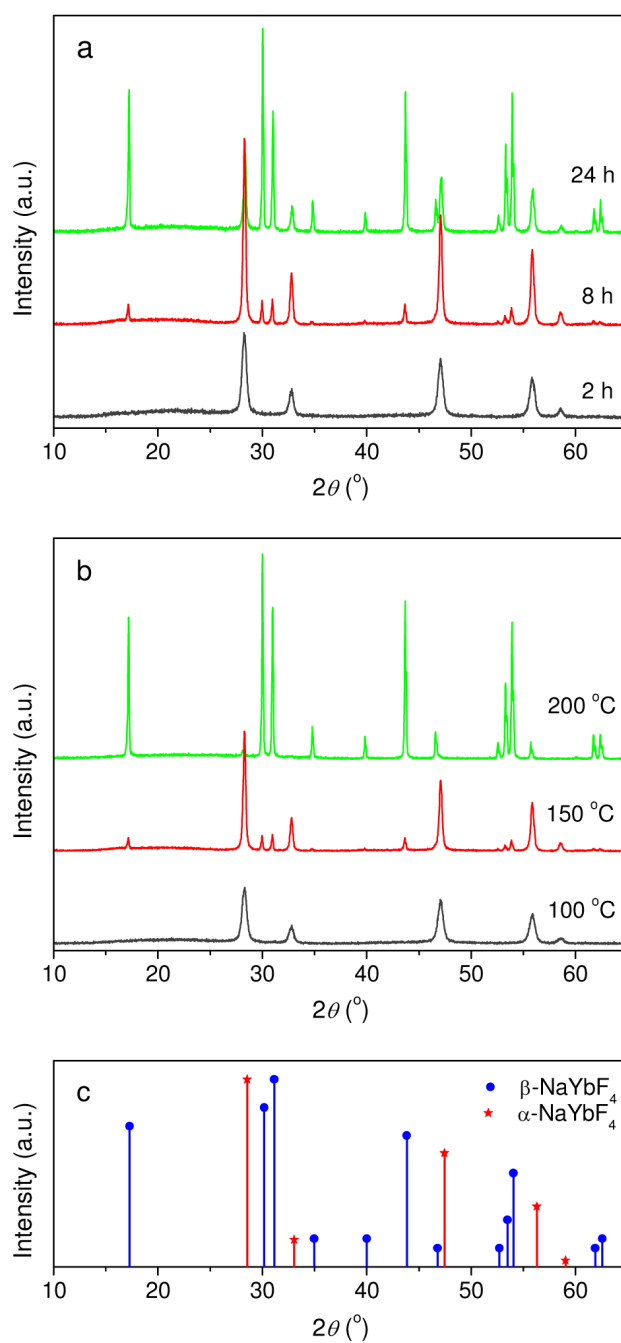 a
24 h
8 h
2 h
Intensity (a.u.)
10 20 30 40 50 60
2θ (°)
b
200 °C
150 °C
100 °C
Intensity (a.u.)
10 20 30 40 50 60
2θ (°)
c
β-NaYbF₄
α-NaYbF₄
Intensity (a.u.)
10 20 30 40 50 60
2θ (°)